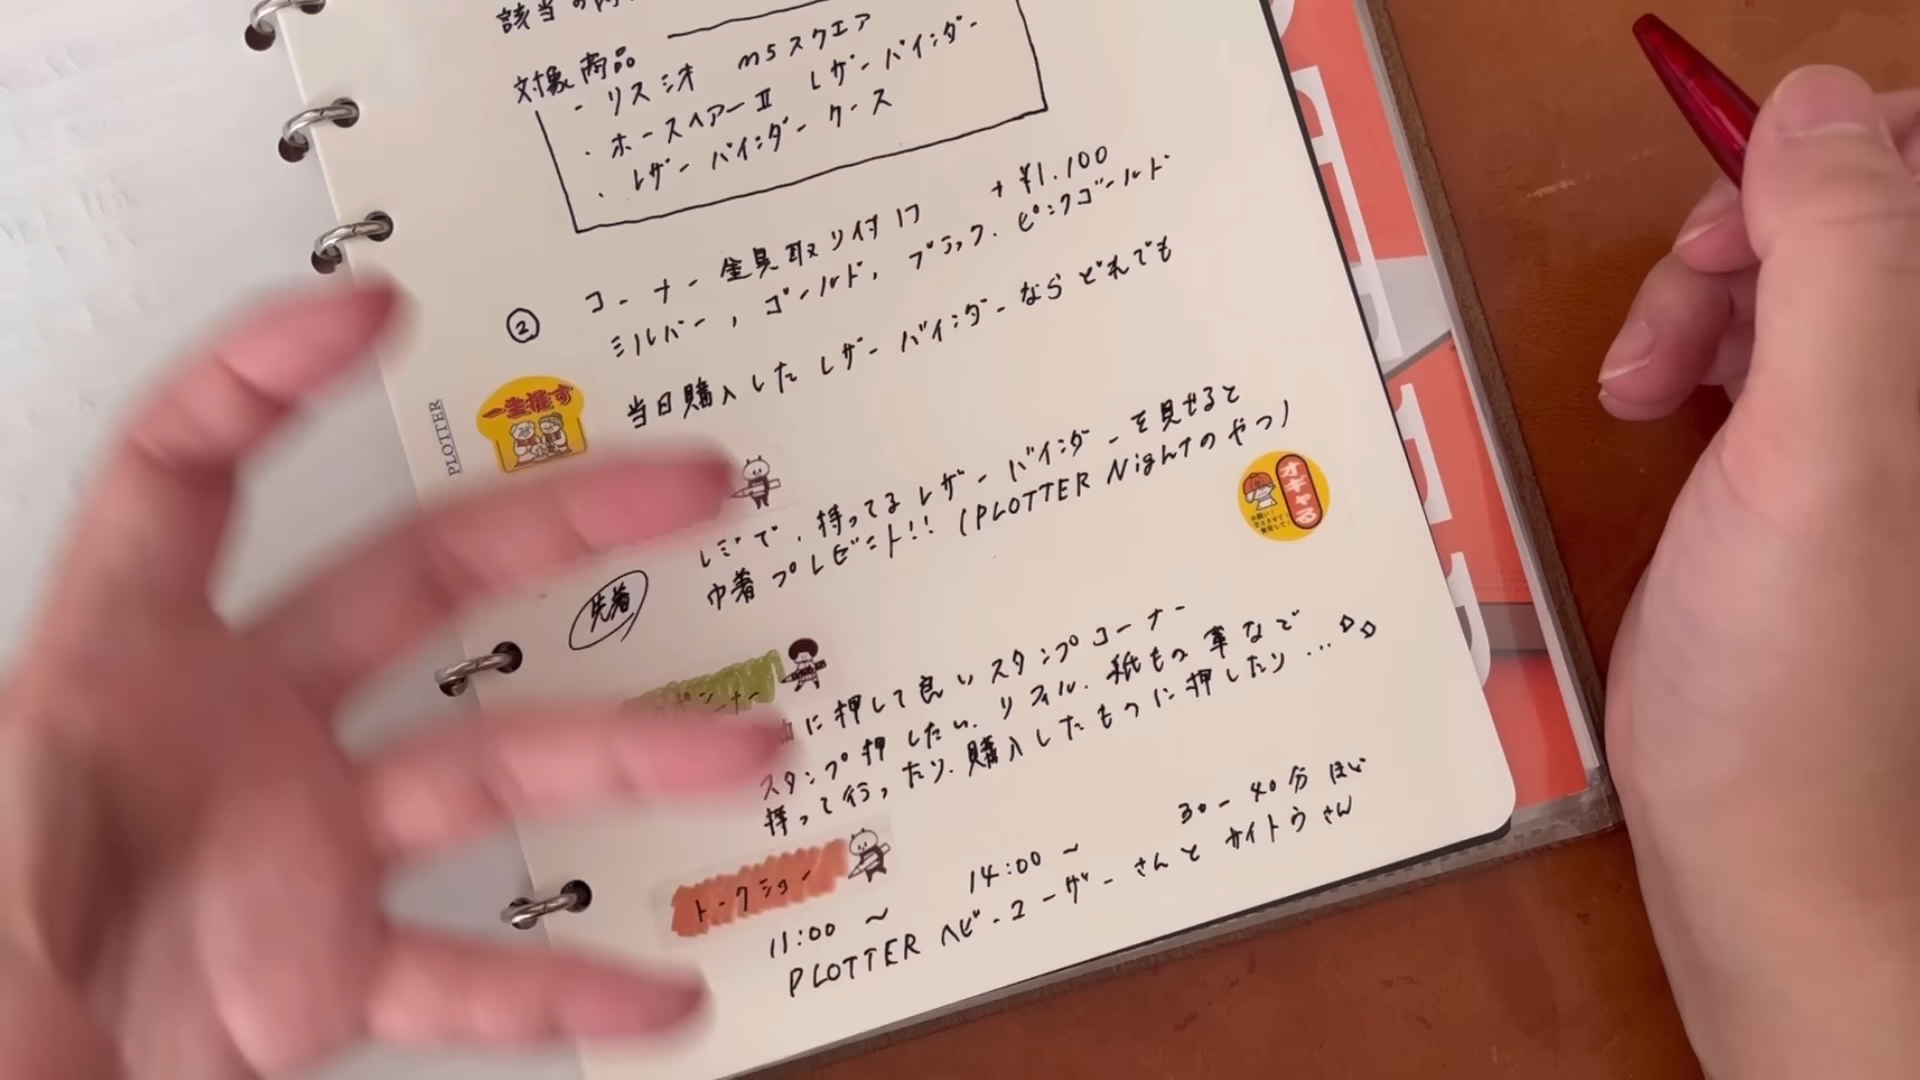 該当の
対象商品
- リスシオ m5スクエア
・ホースヘアーⅡ レザーバインダー
・レザーバインダーケース
② コーナー金具取り付け +¥1.100
シルバー, ゴールド, ブラック. ピンクゴールド
当日購入したレザーバインダーならどれでも
PLOTTER
一生推す
レジで, 持ってるレザーバインダーを見せると
先着 巾着プレゼント!! (PLOTTER Nightのやつ)
オギャる
に押して良いスタンプコーナー
スタンプ押したい. リフィル. 紙もの 革など
持って行ったり. 購入したものに押したり...
トークショー
11:00 ~ 14:00 ~ 30-40分ほど
PLOTTER ヘビーユーザーさんとサイトウさん